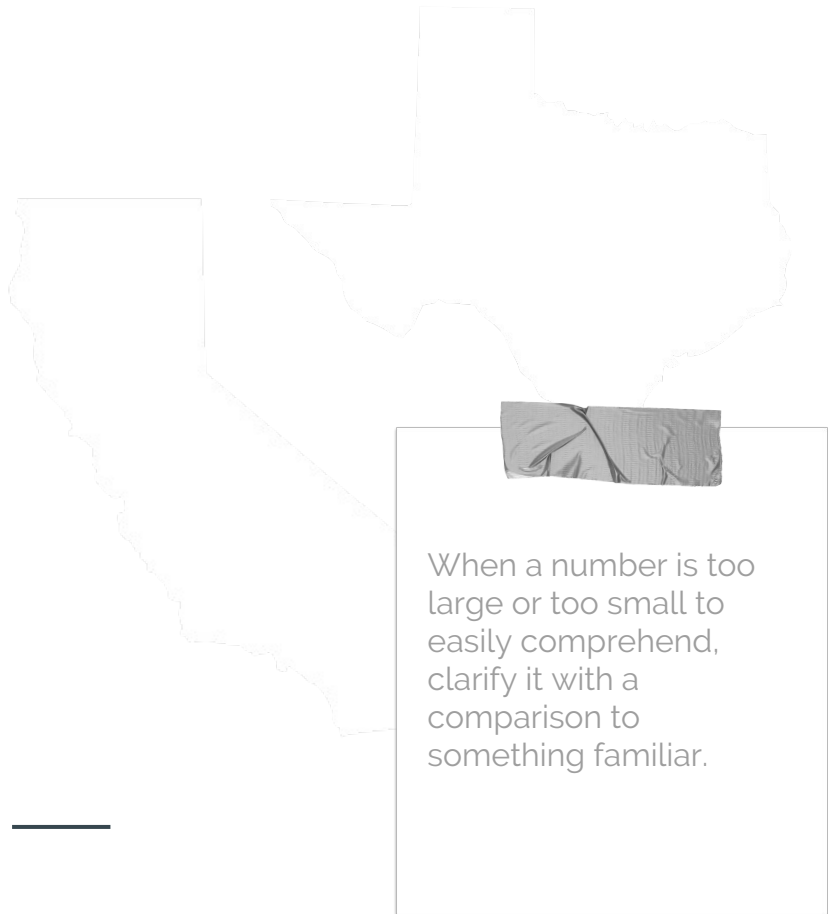 When a number is too
large or too small to
easily comprehend,
clarify it with a
comparison to
something familiar.